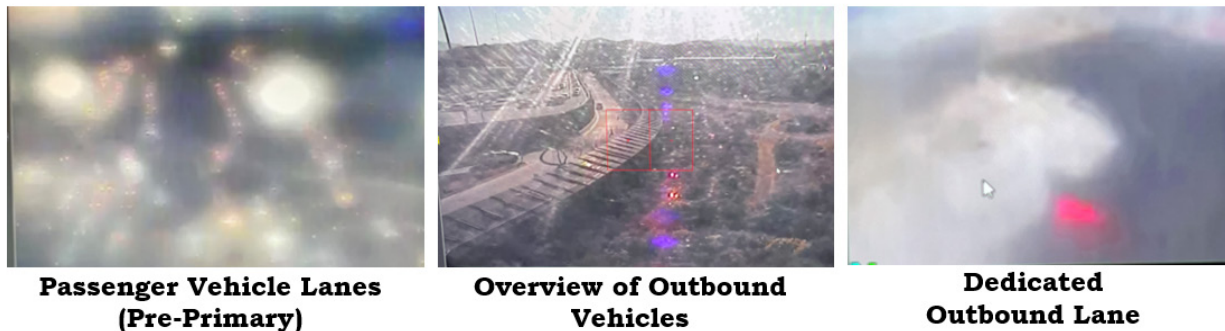 Passenger Vehicle Lanes
(Pre-Primary)
Overview of Outbound
Vehicles
Dedicated
Outbound Lane